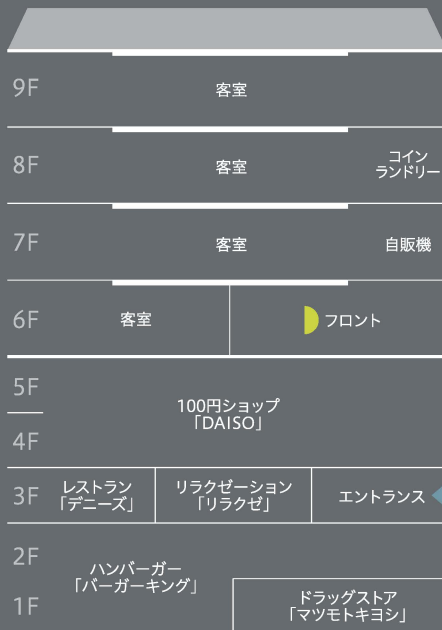 9F
客室
8F
客室
コイン
ランドリー
7F
客室
自販機
6F
客室
フロント
5F
100円ショップ
「DAISO」
4F
3F
レストラン
「デニーズ」
リラクゼーション
「リラクゼ」
エントランス
2F
ハンバーガー
「バーガーキング」
1F
ドラッグストア
「マツモトキヨシ」